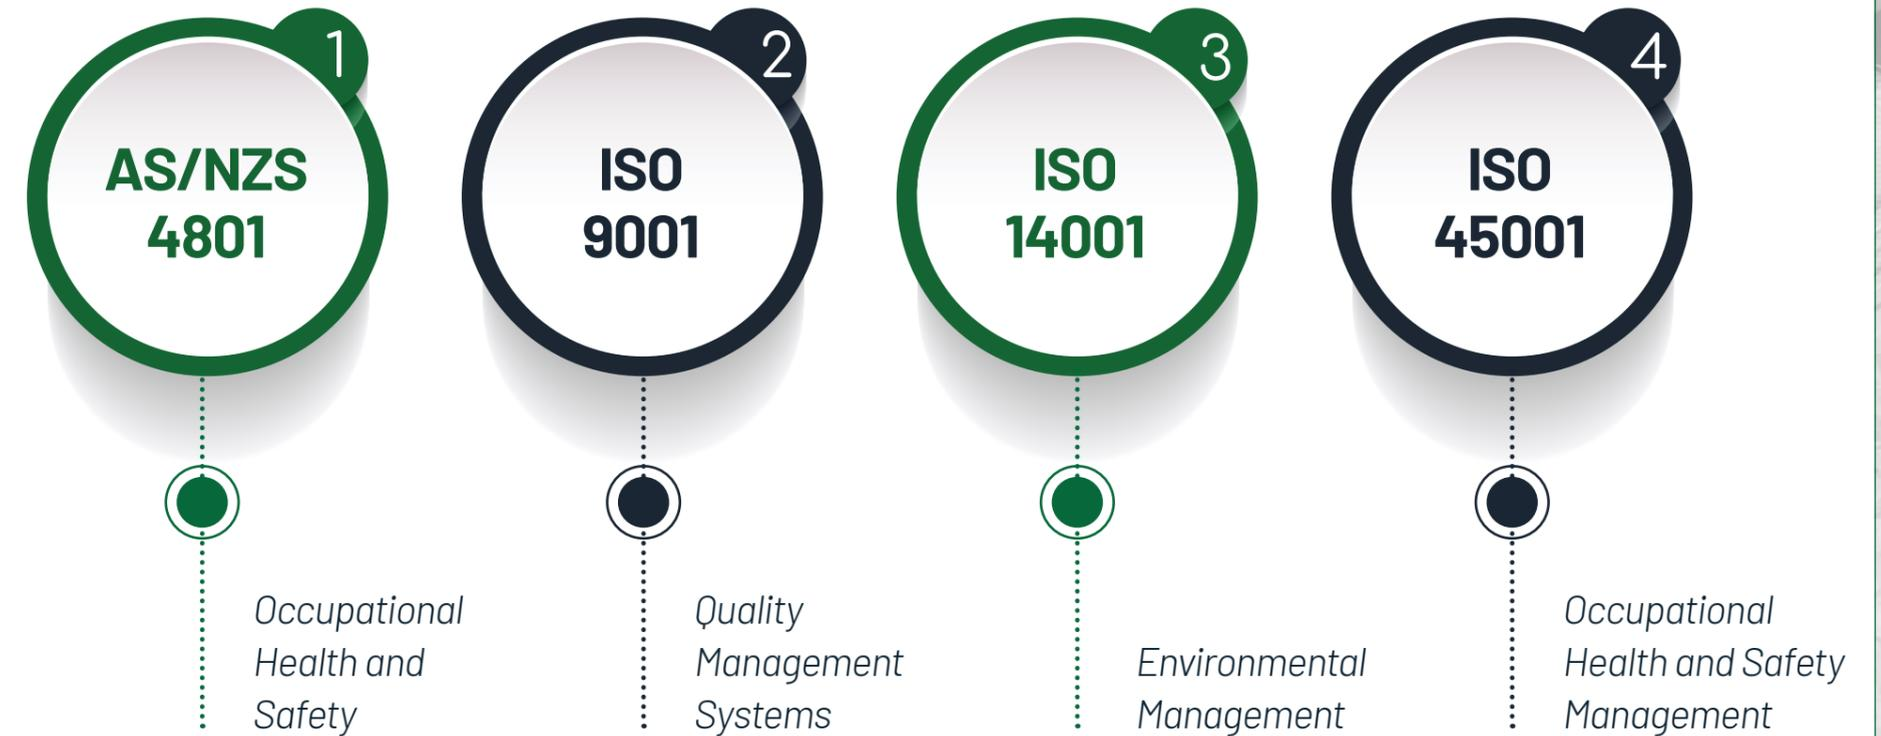 1
AS/NZS
4801
Occupational
Health and
Safety
2
ISO
9001
Quality
Management
Systems
3
ISO
14001
Environmental
Management
4
ISO
45001
Occupational
Health and Safety
Management